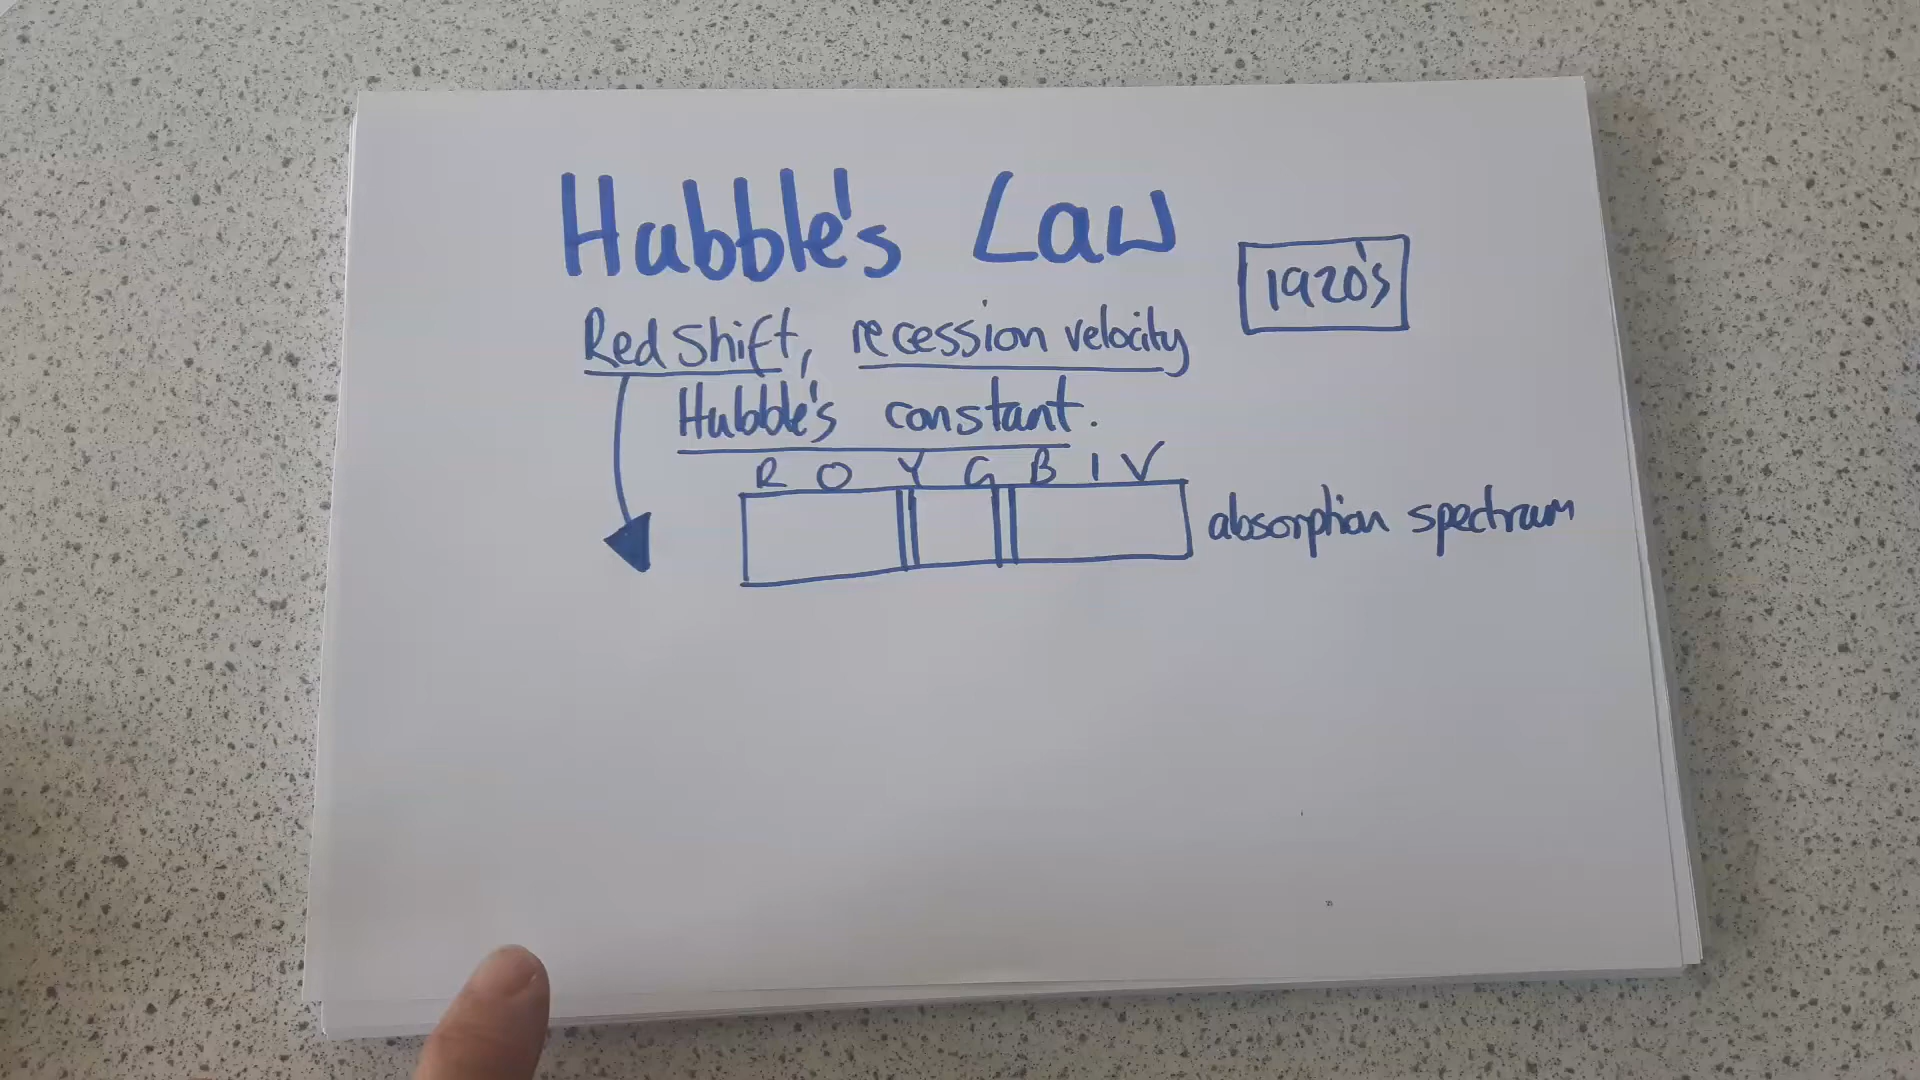 Hubble's Law
1920's
Red Shift, recession velocity
Hubble's constant.
R O Y G B I V
absorption spectrum